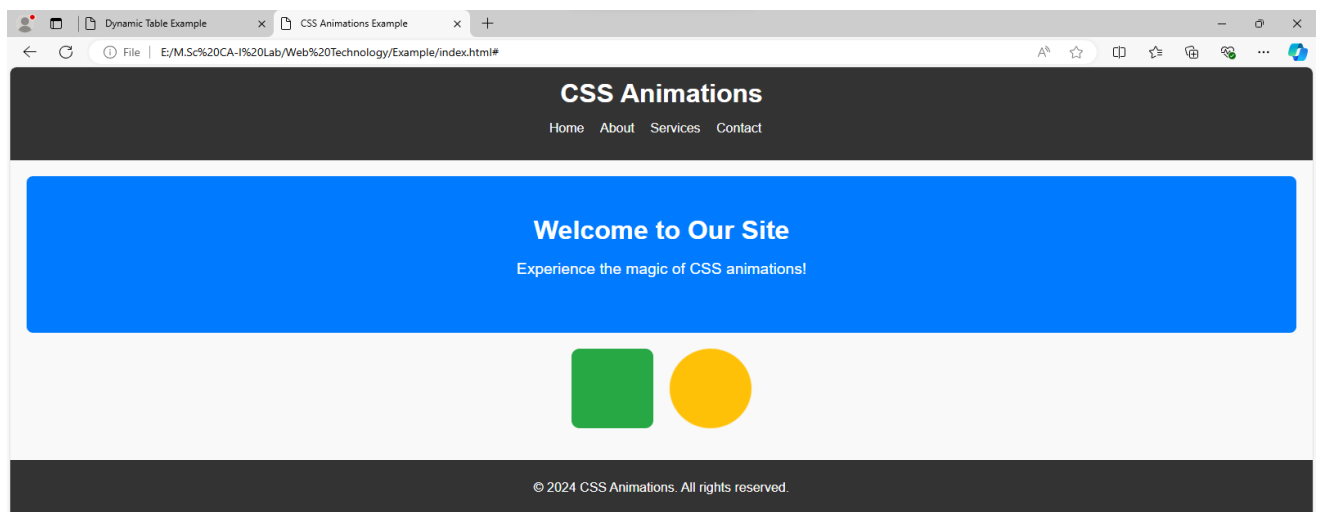 Dynamic Table Example
CSS Animations Example
File | E:/M.Sc%20CA-I%20Lab/Web%20Technology/Example/index.html#
CSS Animations
Home About Services Contact
Welcome to Our Site
Experience the magic of CSS animations!
© 2024 CSS Animations. All rights reserved.